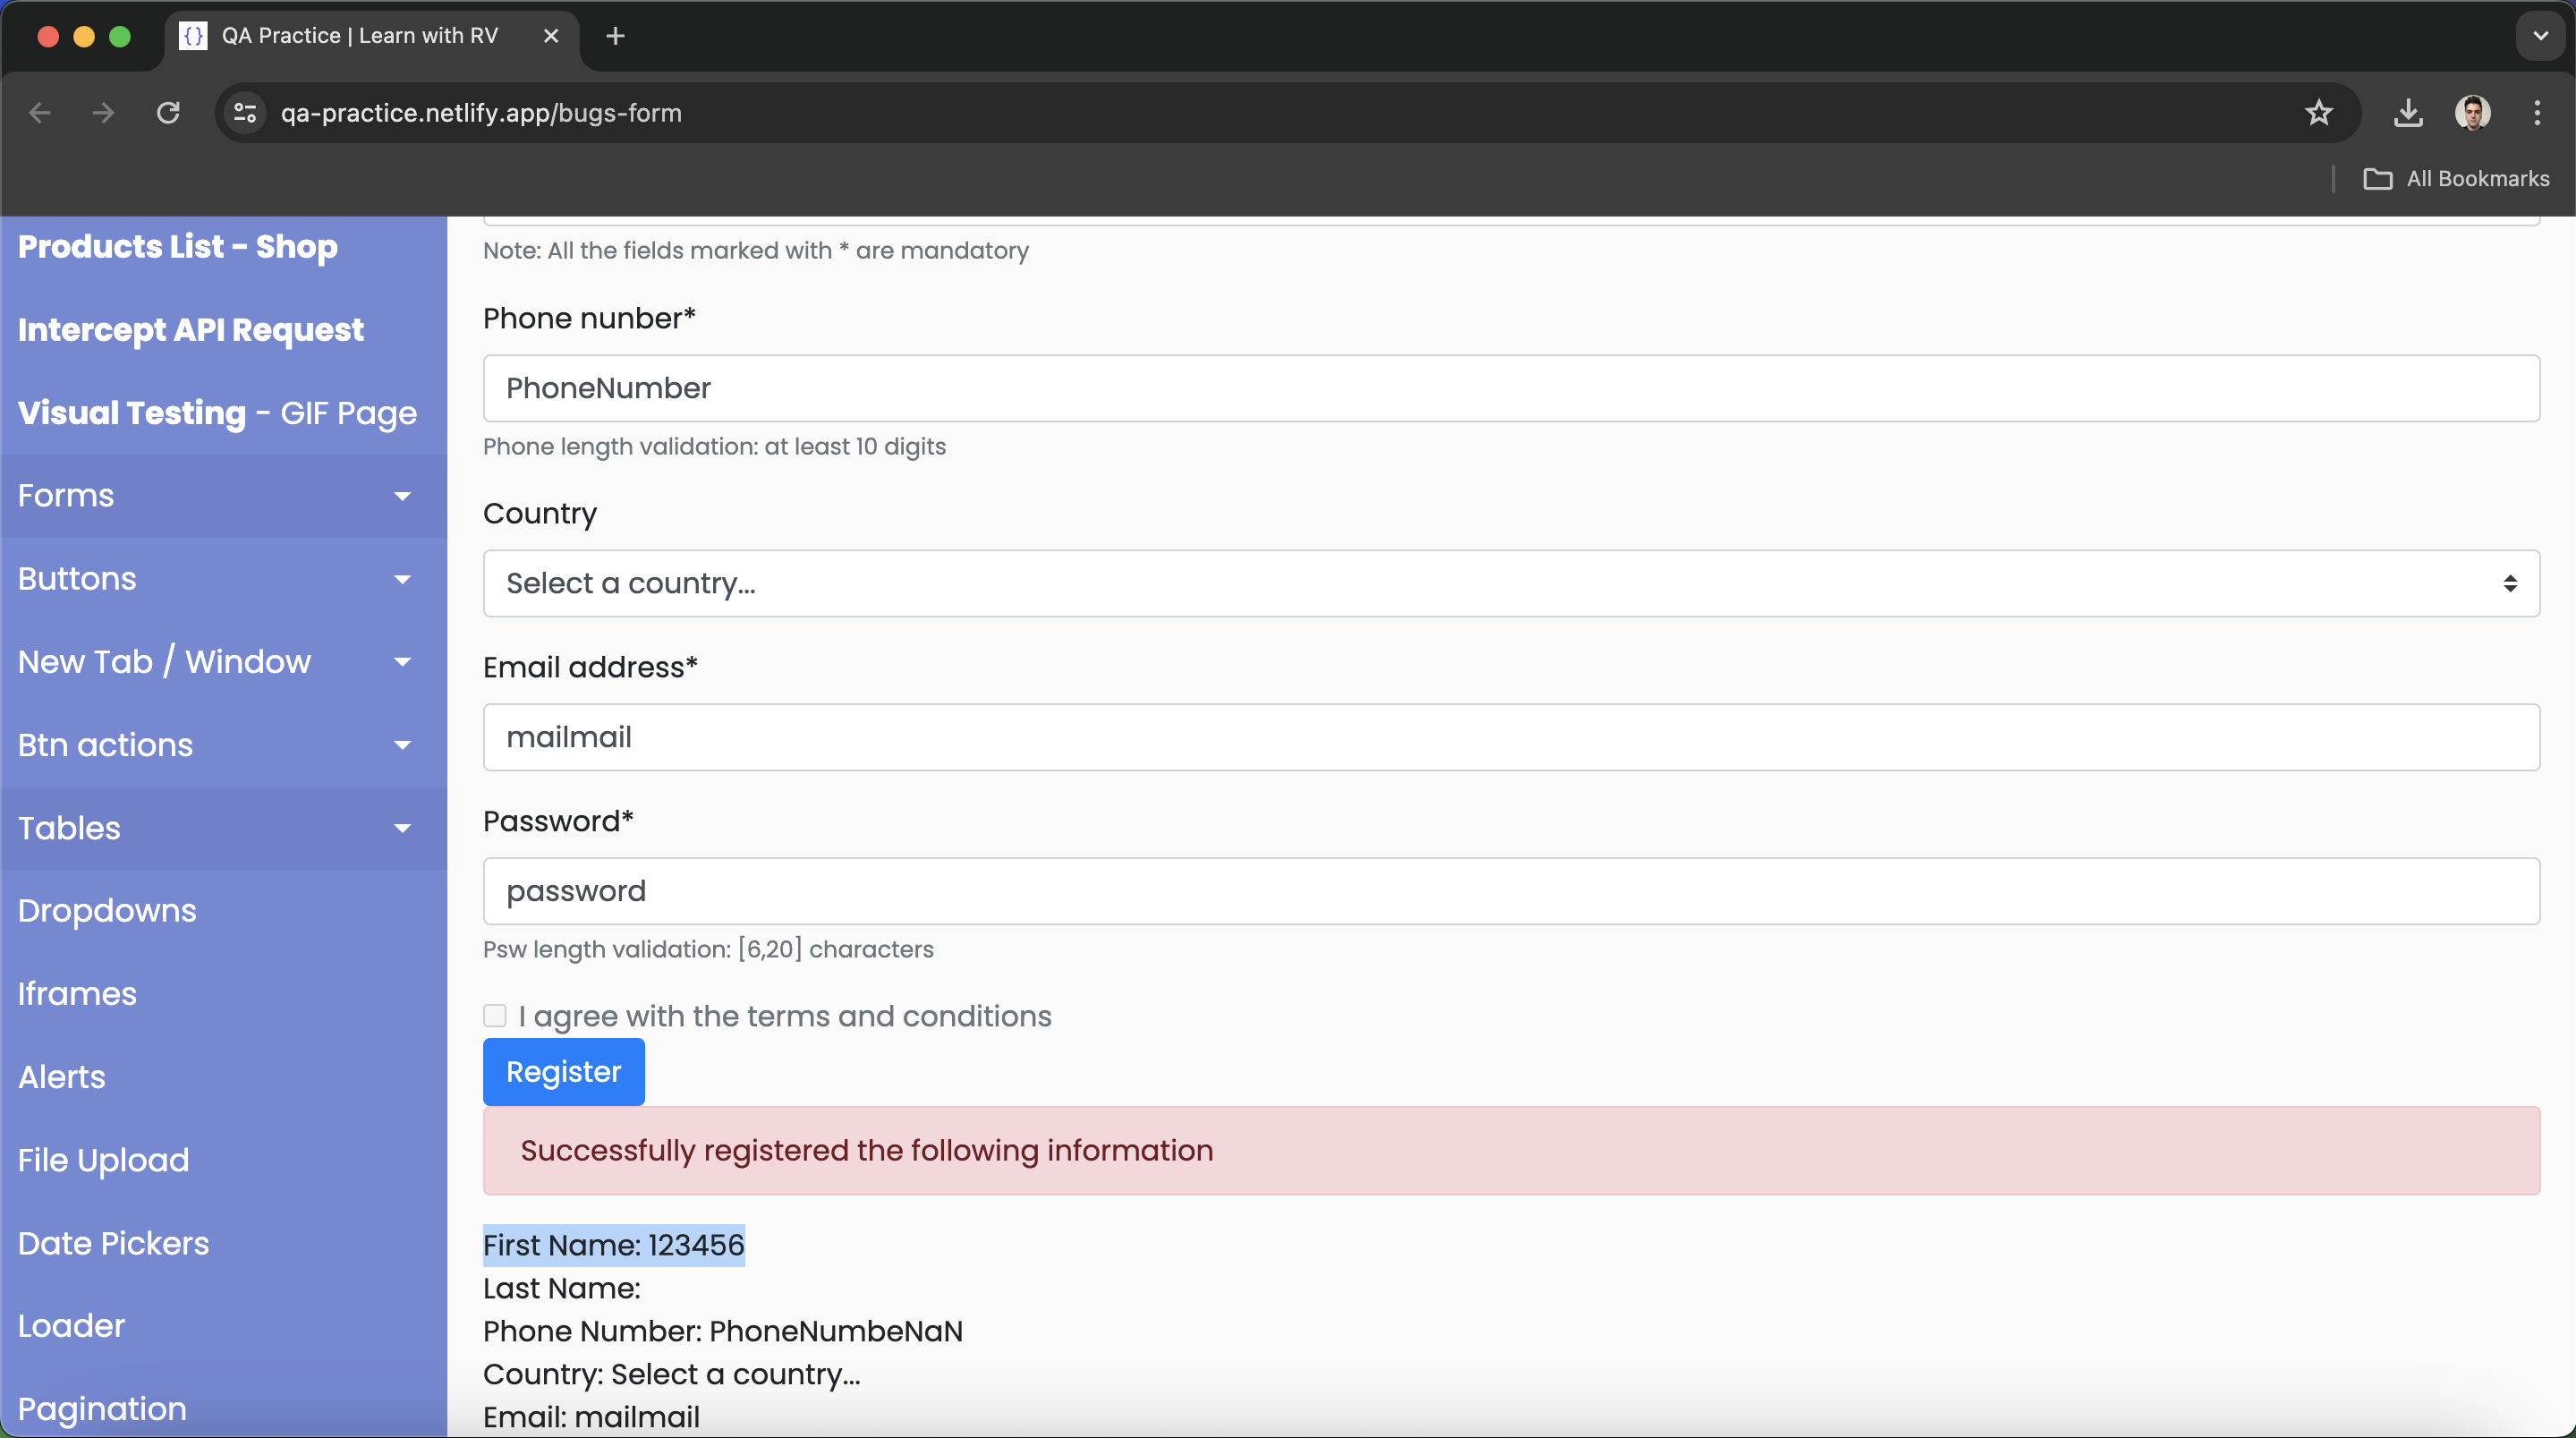 QA Practice | Learn with RV
qa-practice.netlify.app/bugs-form
All Bookmarks
Products List - Shop
Intercept API Request
Visual Testing - GIF Page
Forms
Buttons
New Tab / Window
Btn actions
Tables
Dropdowns
Iframes
Alerts
File Upload
Date Pickers
Loader
Pagination
Note: All the fields marked with * are mandatory
Phone nunber*
PhoneNumber
Phone length validation: at least 10 digits
Country
Select a country...
Email address*
mailmail
Password*
password
Psw length validation: [6,20] characters
I agree with the terms and conditions
Register
Successfully registered the following information
First Name: 123456
Last Name:
Phone Number: PhoneNumbeNaN
Country: Select a country...
Email: mailmail